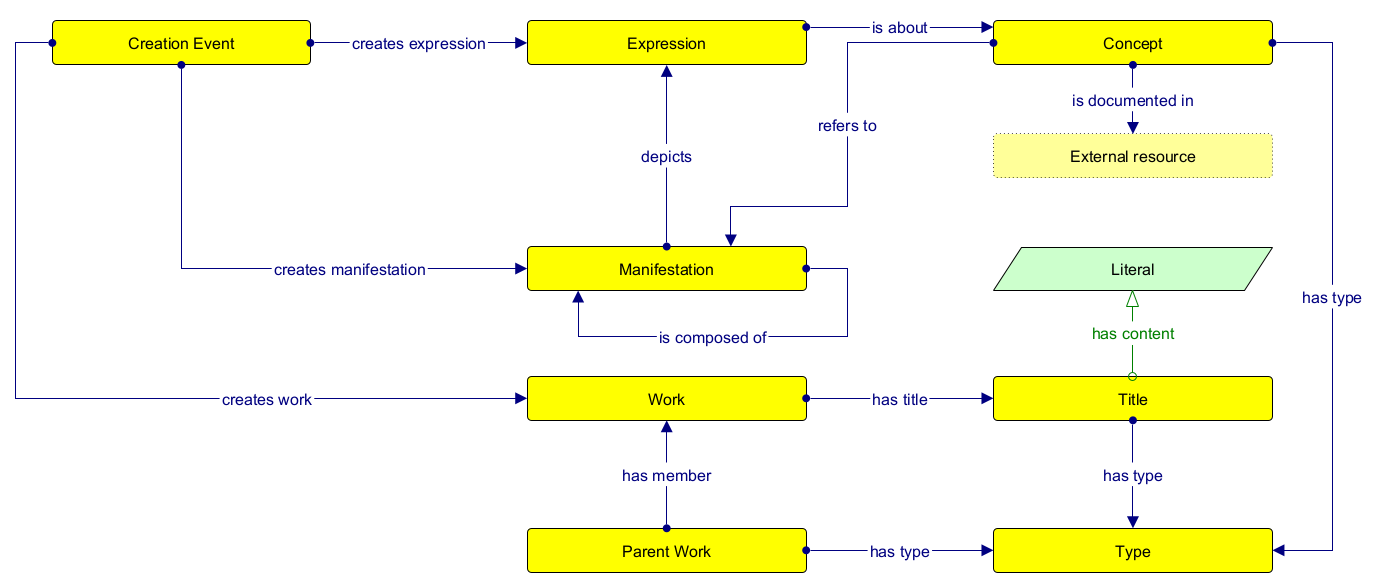 Creation Event
creates expression
Expression
is about
Concept
is documented in
refers to
External resource
depicts
creates manifestation
Manifestation
Literal
has type
is composed of
has content
creates work
Work
has title
Title
has member
has type
Parent Work
has type
Type